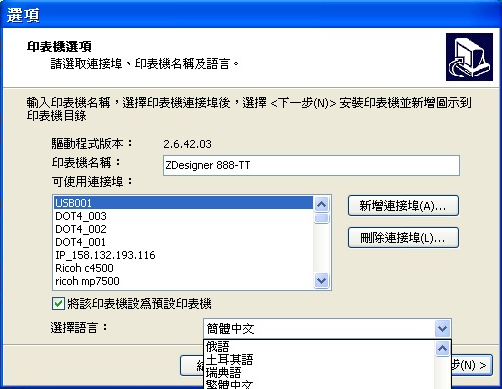 選項
印表機選項
請選取連接埠、印表機名稱及語言。
輸入印表機名稱，選擇印表機連接埠後，選擇 <下一步(N)> 安裝印表機並新增圖示到
印表機目錄
驅動程式版本： 2.6.42.03
印表機名稱： ZDesigner 888-TT
可使用連接埠：
USB001
DOT4_003
DOT4_002
DOT4_001
IP_158.132.193.116
Ricoh c4500
ricoh mp7500
新增連接埠(A)...
刪除連接埠(L)...
將該印表機設為預設印表機
選擇語言： 簡體中文
俄語
土耳其語
瑞典語
繁體中文
步(N) >